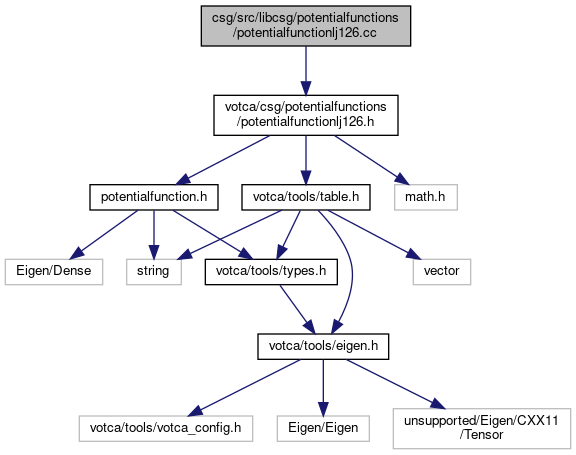 csg/src/libcsg/potentialfunctions
/potentialfunctionlj126.cc
votca/csg/potentialfunctions
/potentialfunctionlj126.h
potentialfunction.h
votca/tools/table.h
math.h
Eigen/Dense
string
votca/tools/types.h
vector
votca/tools/eigen.h
votca/tools/votca_config.h
Eigen/Eigen
unsupported/Eigen/CXX11
/Tensor